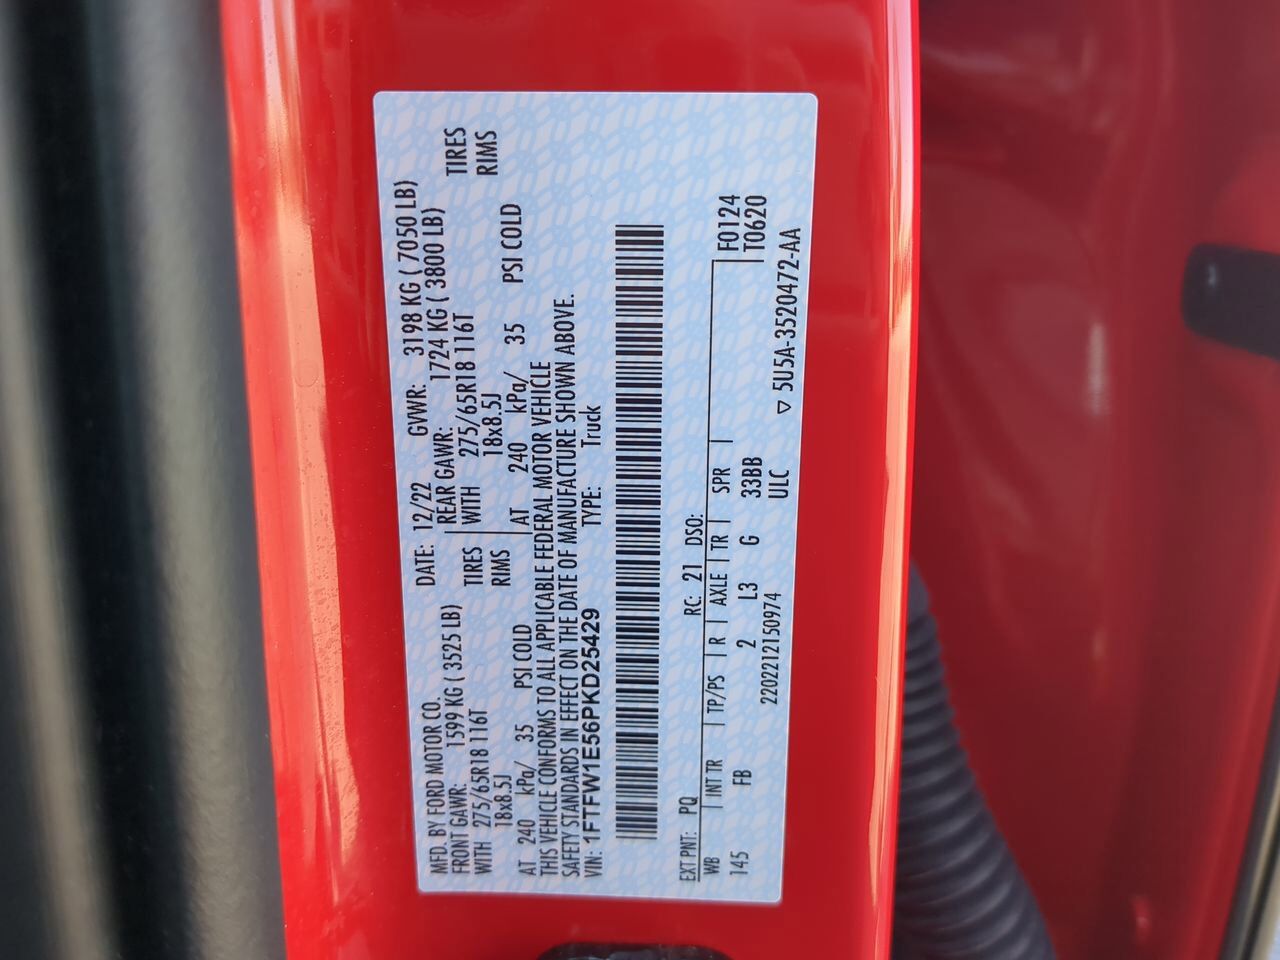 MFD. BY FORD MOTOR CO. DATE: 12/22 GVWR: 3198 KG ( 7050 LB)
FRONT GAWR: 1599 KG ( 3525 LB) REAR GAWR: 1724 KG ( 3800 LB)
WITH 275/65R18 116T TIRES WITH 275/65R18 116T TIRES
18x8.5J RIMS 18x8.5J RIMS
AT 240 kPa/ 35 PSI COLD AT 240 kPa/ 35 PSI COLD
THIS VEHICLE CONFORMS TO ALL APPLICABLE FEDERAL MOTOR VEHICLE
SAFETY STANDARDS IN EFFECT ON THE DATE OF MANUFACTURE SHOWN ABOVE.
VIN: 1FTFW1E56PKD25429 TYPE: Truck
EXT PNT: PQ RC: 21 DSO:
WB | INT TR | TP/PS | R | AXLE | TR | SPR | F0124
145 FB 2 L3 G 33BB T0620
2202212150974 ULC
▽ 5U5A-3520472-AA